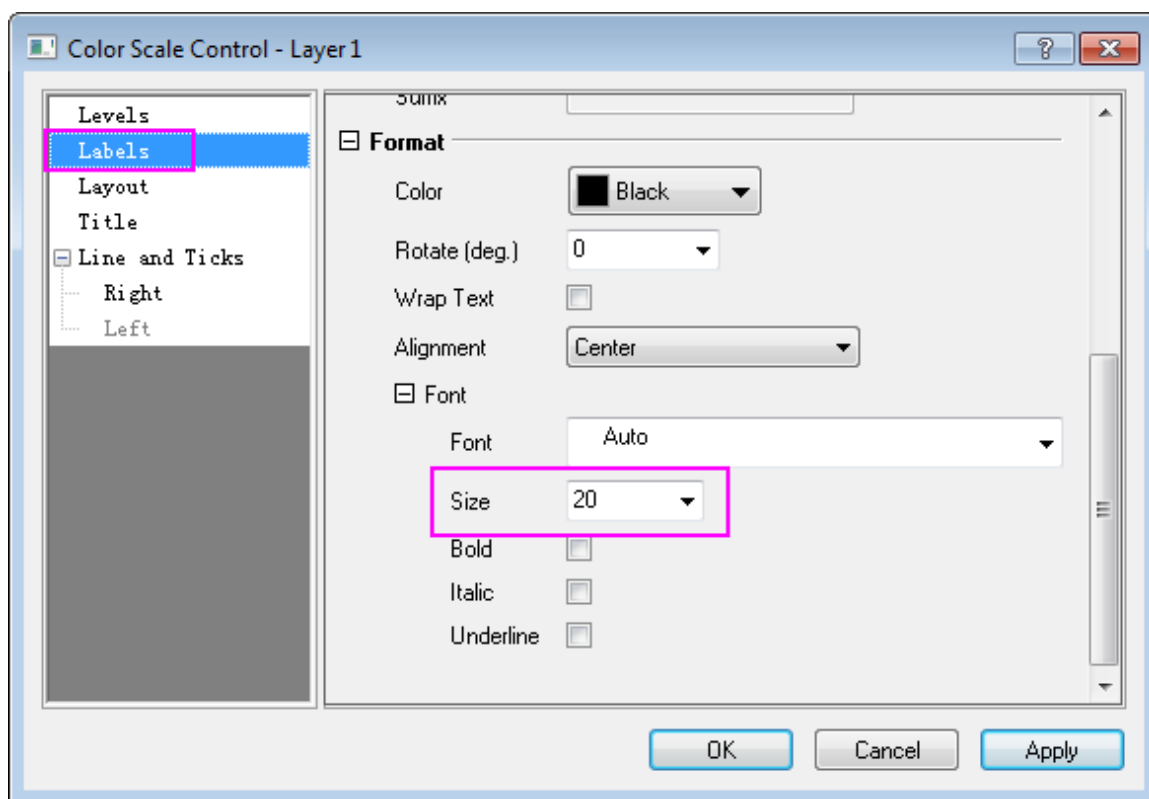 Color Scale Control - Layer 1
Levels
Labels
Layout
Title
Line and Ticks
Right
Left
Suffix
Format
Color Black
Rotate (deg.) 0
Wrap Text
Alignment Center
Font
Font Auto
Size 20
Bold
Italic
Underline
OK Cancel Apply